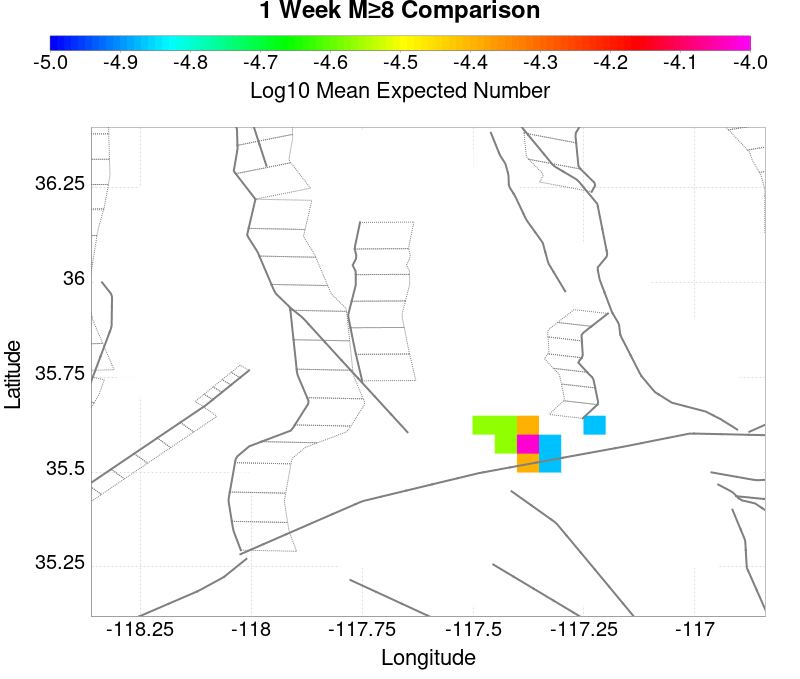 1 Week M≥8 Comparison
-5.0 -4.9 -4.8 -4.7 -4.6 -4.5 -4.4 -4.3 -4.2 -4.1 -4.0
Log10 Mean Expected Number
36.25
36
35.75
35.5
35.25
Latitude
-118.25 -118 -117.75 -117.5 -117.25 -117
Longitude